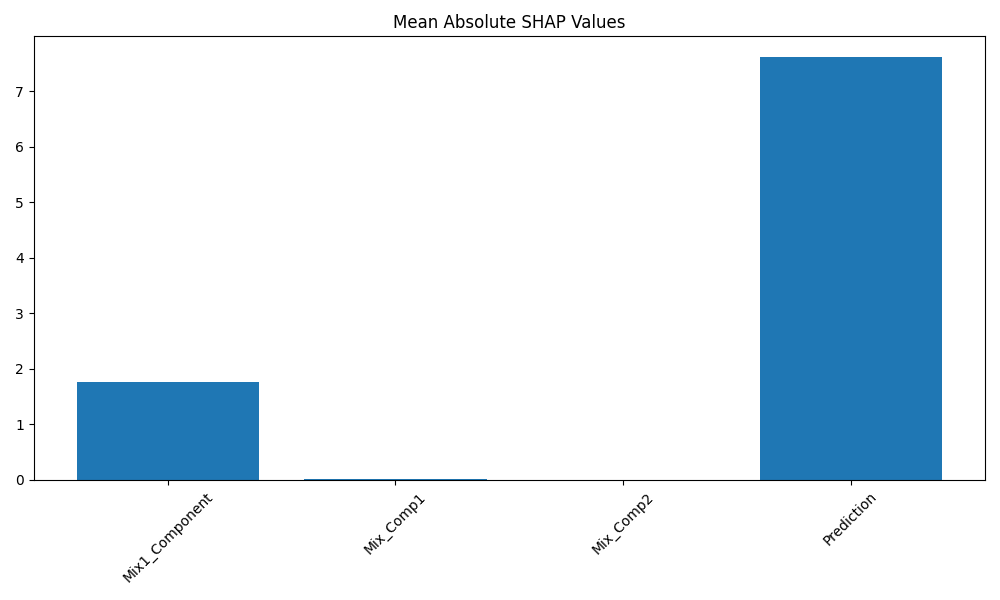 Mean Absolute SHAP Values
7
6
5
4
3
2
1
0
Mix1_Component
Mix_Comp1
Mix_Comp2
Prediction